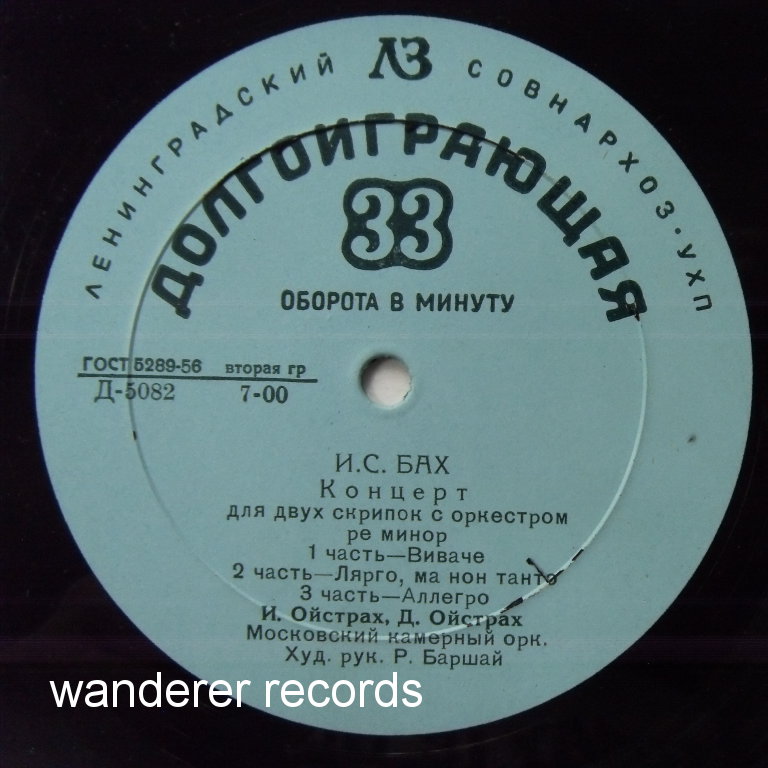 ЛЕНИНГРАДСКИЙ ЛЗ СОВНАРХОЗ·УХП
ДОЛГОИГРАЮЩАЯ
33
ОБОРОТА В МИНУТУ
ГОСТ 5289-56 вторая гр
Д-5082 7-00
И.С. БАХ
Концерт
для двух скрипок с оркестром
ре минор
1 часть—Виваче
2 часть—Лярго, ма нон танто
3 часть—Аллегро
И. Ойстрах, Д. Ойстрах
Московский камерный орк.
Худ. рук. Р. Баршай
wanderer records